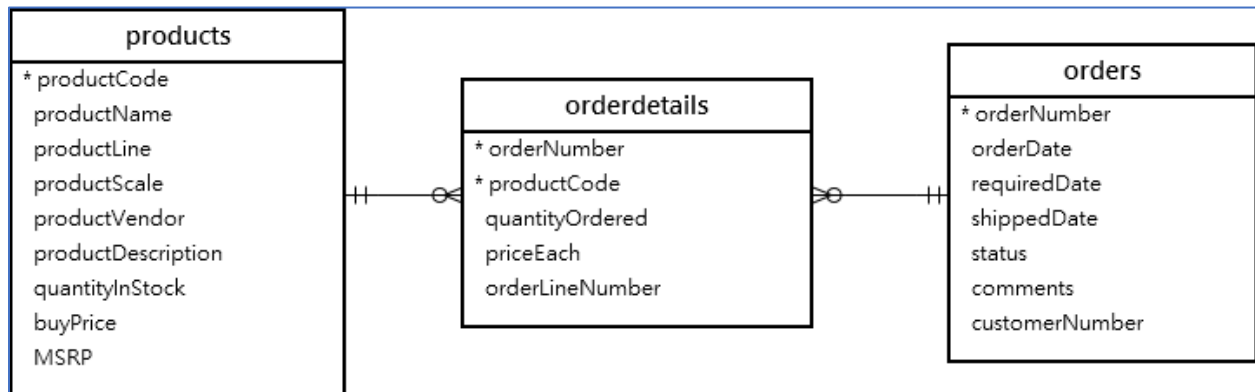 products
* productCode
productName
productLine
productScale
productVendor
productDescription
quantityInStock
buyPrice
MSRP
orderdetails
* orderNumber
* productCode
quantityOrdered
priceEach
orderLineNumber
orders
* orderNumber
orderDate
requiredDate
shippedDate
status
comments
customerNumber